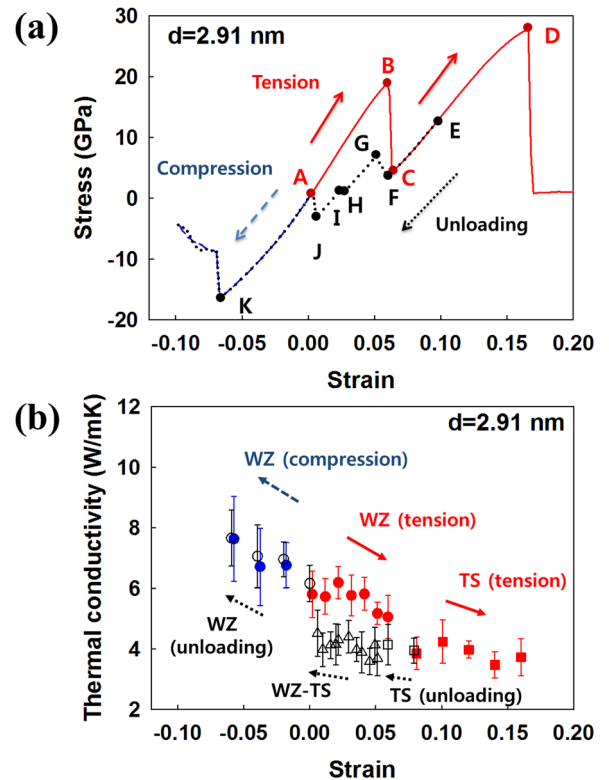 (a)
d=2.91 nm
Stress (GPa)
30
20
10
0
-10
-20
Tension
Compression
Unloading
A
B
C
D
E
F
G
H
I
J
K
-0.10 -0.05 0.00 0.05 0.10 0.15 0.20
Strain
(b)
d=2.91 nm
Thermal conductivity (W/mK)
12
10
8
6
4
2
WZ
(compression)
WZ
(tension)
TS
(tension)
WZ
(unloading)
WZ-TS
TS (unloading)
-0.10 -0.05 0.00 0.05 0.10 0.15 0.20
Strain